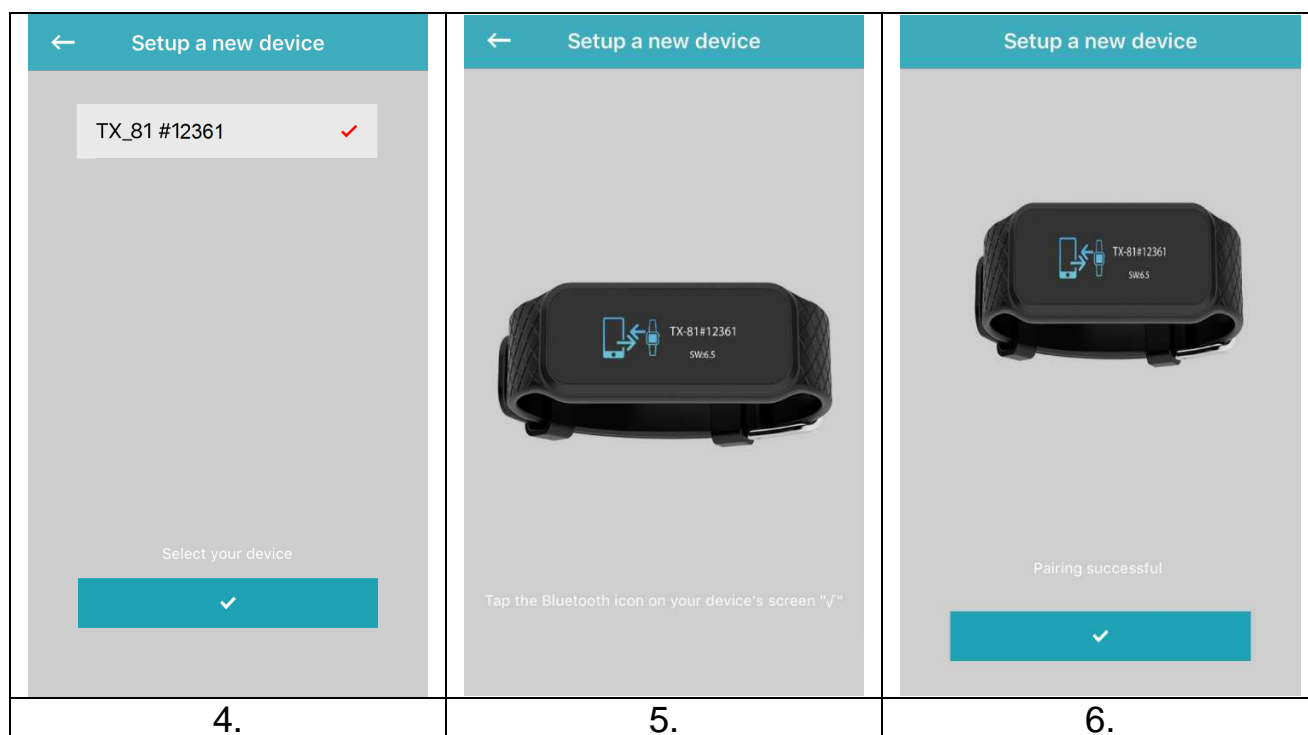 ← Setup a new device
TX_81 #12361 ✓
Select your device
✓
4.
← Setup a new device
TX-81#12361
SW:6.5
Tap the Bluetooth icon on your device's screen "√"
5.
Setup a new device
TX-81#12361
SW:6.5
Pairing successful
✓
6.